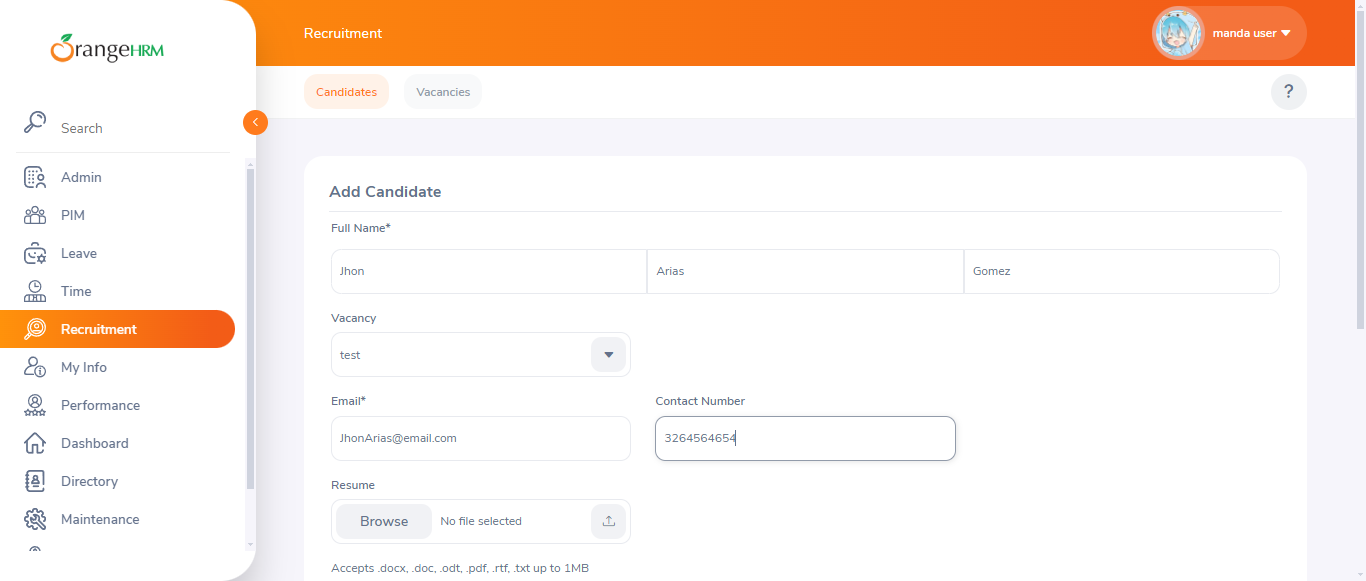 OrangeHRM
Recruitment
manda user
Candidates
Vacancies
?
Search
Admin
PIM
Leave
Time
Recruitment
My Info
Performance
Dashboard
Directory
Maintenance
Add Candidate
Full Name*
Jhon
Arias
Gomez
Vacancy
test
Email*
Contact Number
JhonArias@email.com
3264564654
Resume
Browse
No file selected
Accepts .docx, .doc, .odt, .pdf, .rtf, .txt up to 1MB